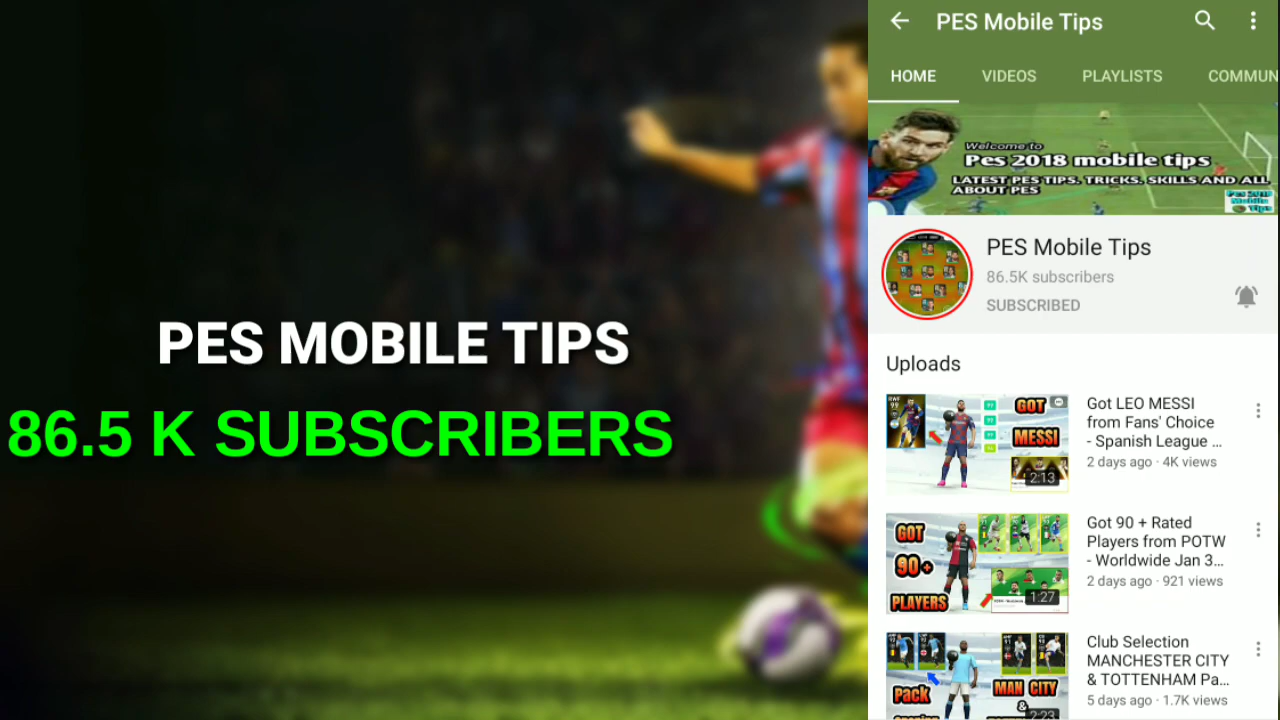 PES MOBILE TIPS
86.5 K SUBSCRIBERS
PES Mobile Tips
HOME VIDEOS PLAYLISTS COMMUN
Welcome to
Pes 2018 mobile tips
LATEST PES TIPS. TRICKS. SKILLS AND ALL
ABOUT PES
Pes 2018
Mobile
Tips
PES Mobile Tips
86.5K subscribers
SUBSCRIBED
Uploads
GOT
MESSI
2:13
Got LEO MESSI
from Fans' Choice
- Spanish League ...
2 days ago · 4K views
GOT
90 +
PLAYERS
1:27
Got 90 + Rated
Players from POTW
- Worldwide Jan 3...
2 days ago · 921 views
Pack
MAN CITY
&
2:23
Club Selection
MANCHESTER CITY
& TOTTENHAM Pa...
5 days ago · 1.7K views